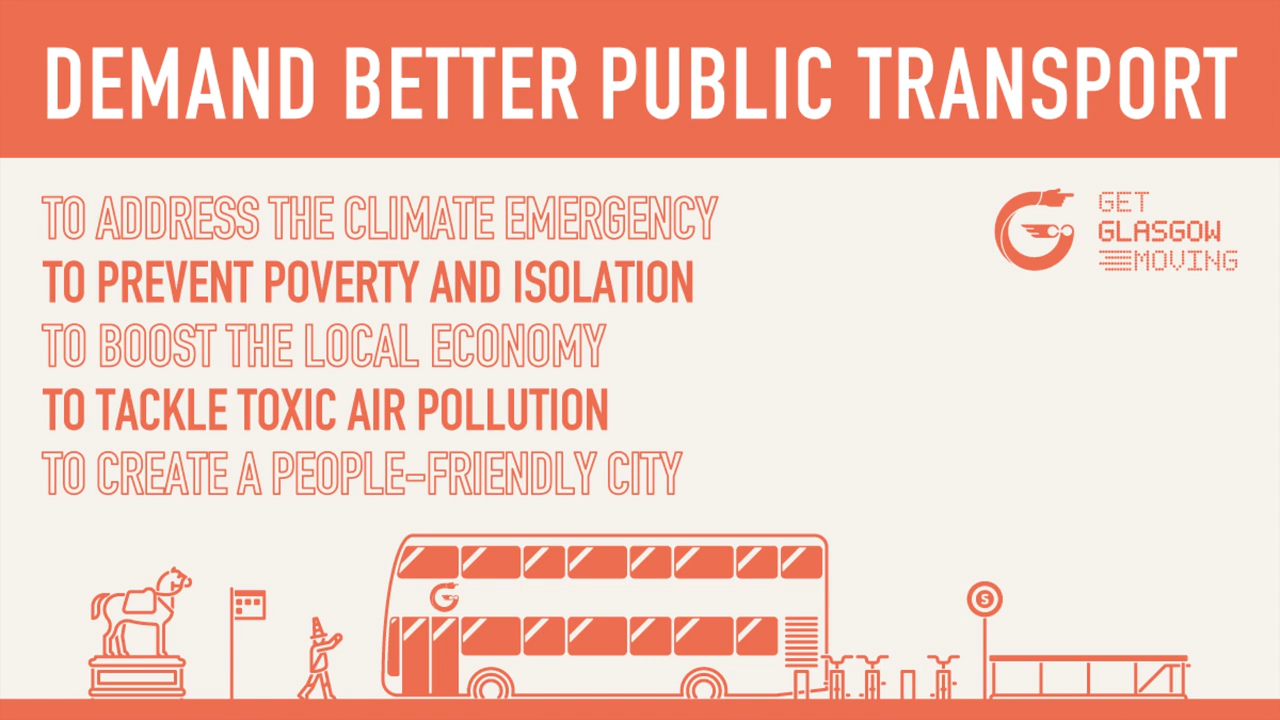 DEMAND BETTER PUBLIC TRANSPORT
TO ADDRESS THE CLIMATE EMERGENCY
TO PREVENT POVERTY AND ISOLATION
TO BOOST THE LOCAL ECONOMY
TO TACKLE TOXIC AIR POLLUTION
TO CREATE A PEOPLE-FRIENDLY CITY
GET
GLASGOW
MOVING
S